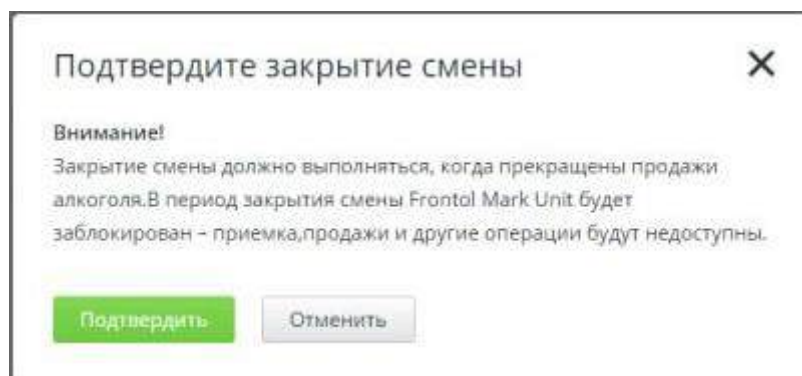 Подтвердите закрытие смены
Внимание!
Закрытие смены должно выполняться, когда прекращены продажи
алкоголя.В период закрытия смены Frontol Mark Unit будет
заблокирован – приемка,продажи и другие операции будут недоступны.
Подтвердить
Отменить